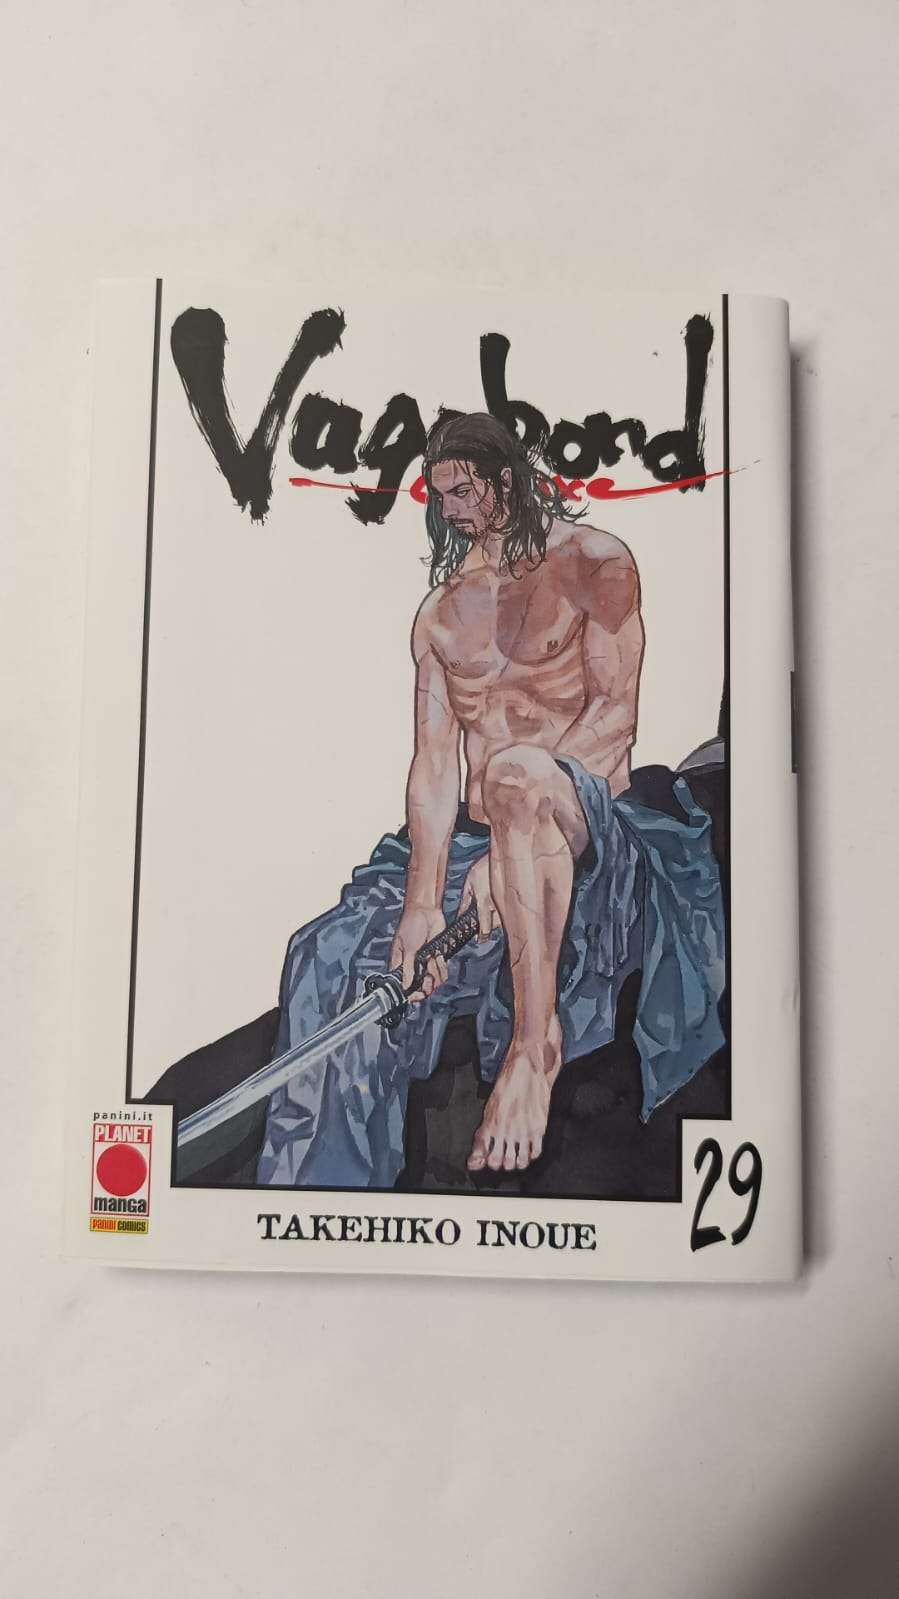 Vagabond
panini.it
PLANET
manga
PANINI COMICS
29
TAKEHIKO INOUE